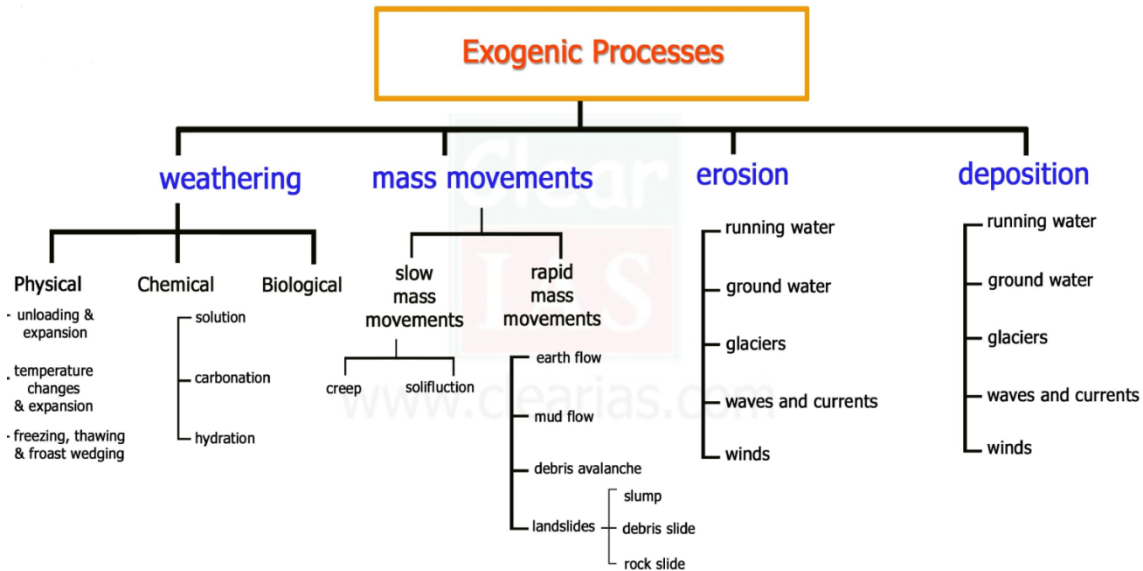 Exogenic Processes
weathering
mass movements
erosion
deposition
Physical
unloading &
expansion
temperature
changes
& expansion
freezing, thawing
& froast wedging
Chemical
solution
carbonation
hydration
Biological
slow
mass
movements
creep
solifluction
rapid
mass
movements
earth flow
mud flow
debris avalanche
landslides
slump
debris slide
rock slide
running water
ground water
glaciers
waves and currents
winds
running water
ground water
glaciers
waves and currents
winds
Clear
IAS
www.clearias.com